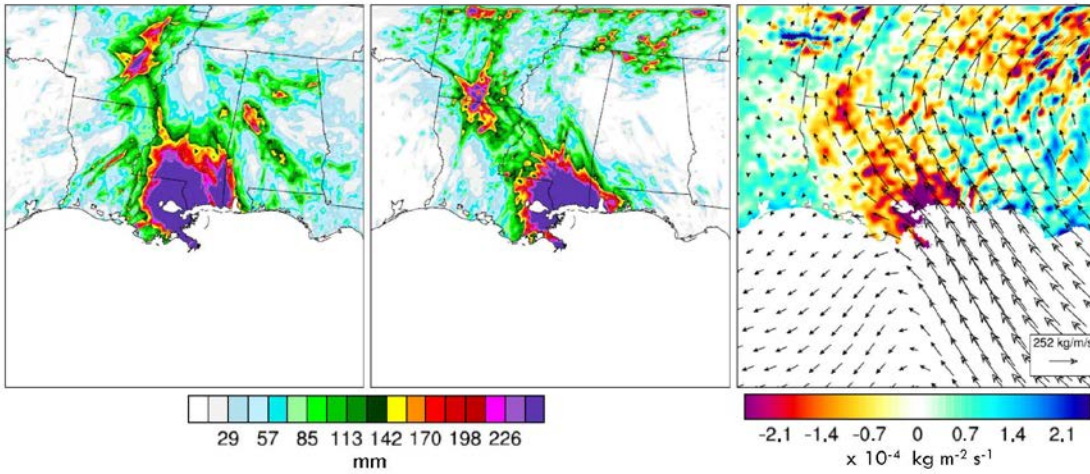 252 kg/m/s
29 57 85 113 142 170 198 226
mm
-2.1 -1.4 -0.7 0 0.7 1.4 2.1
x 10⁻⁴ kg m⁻² s⁻¹